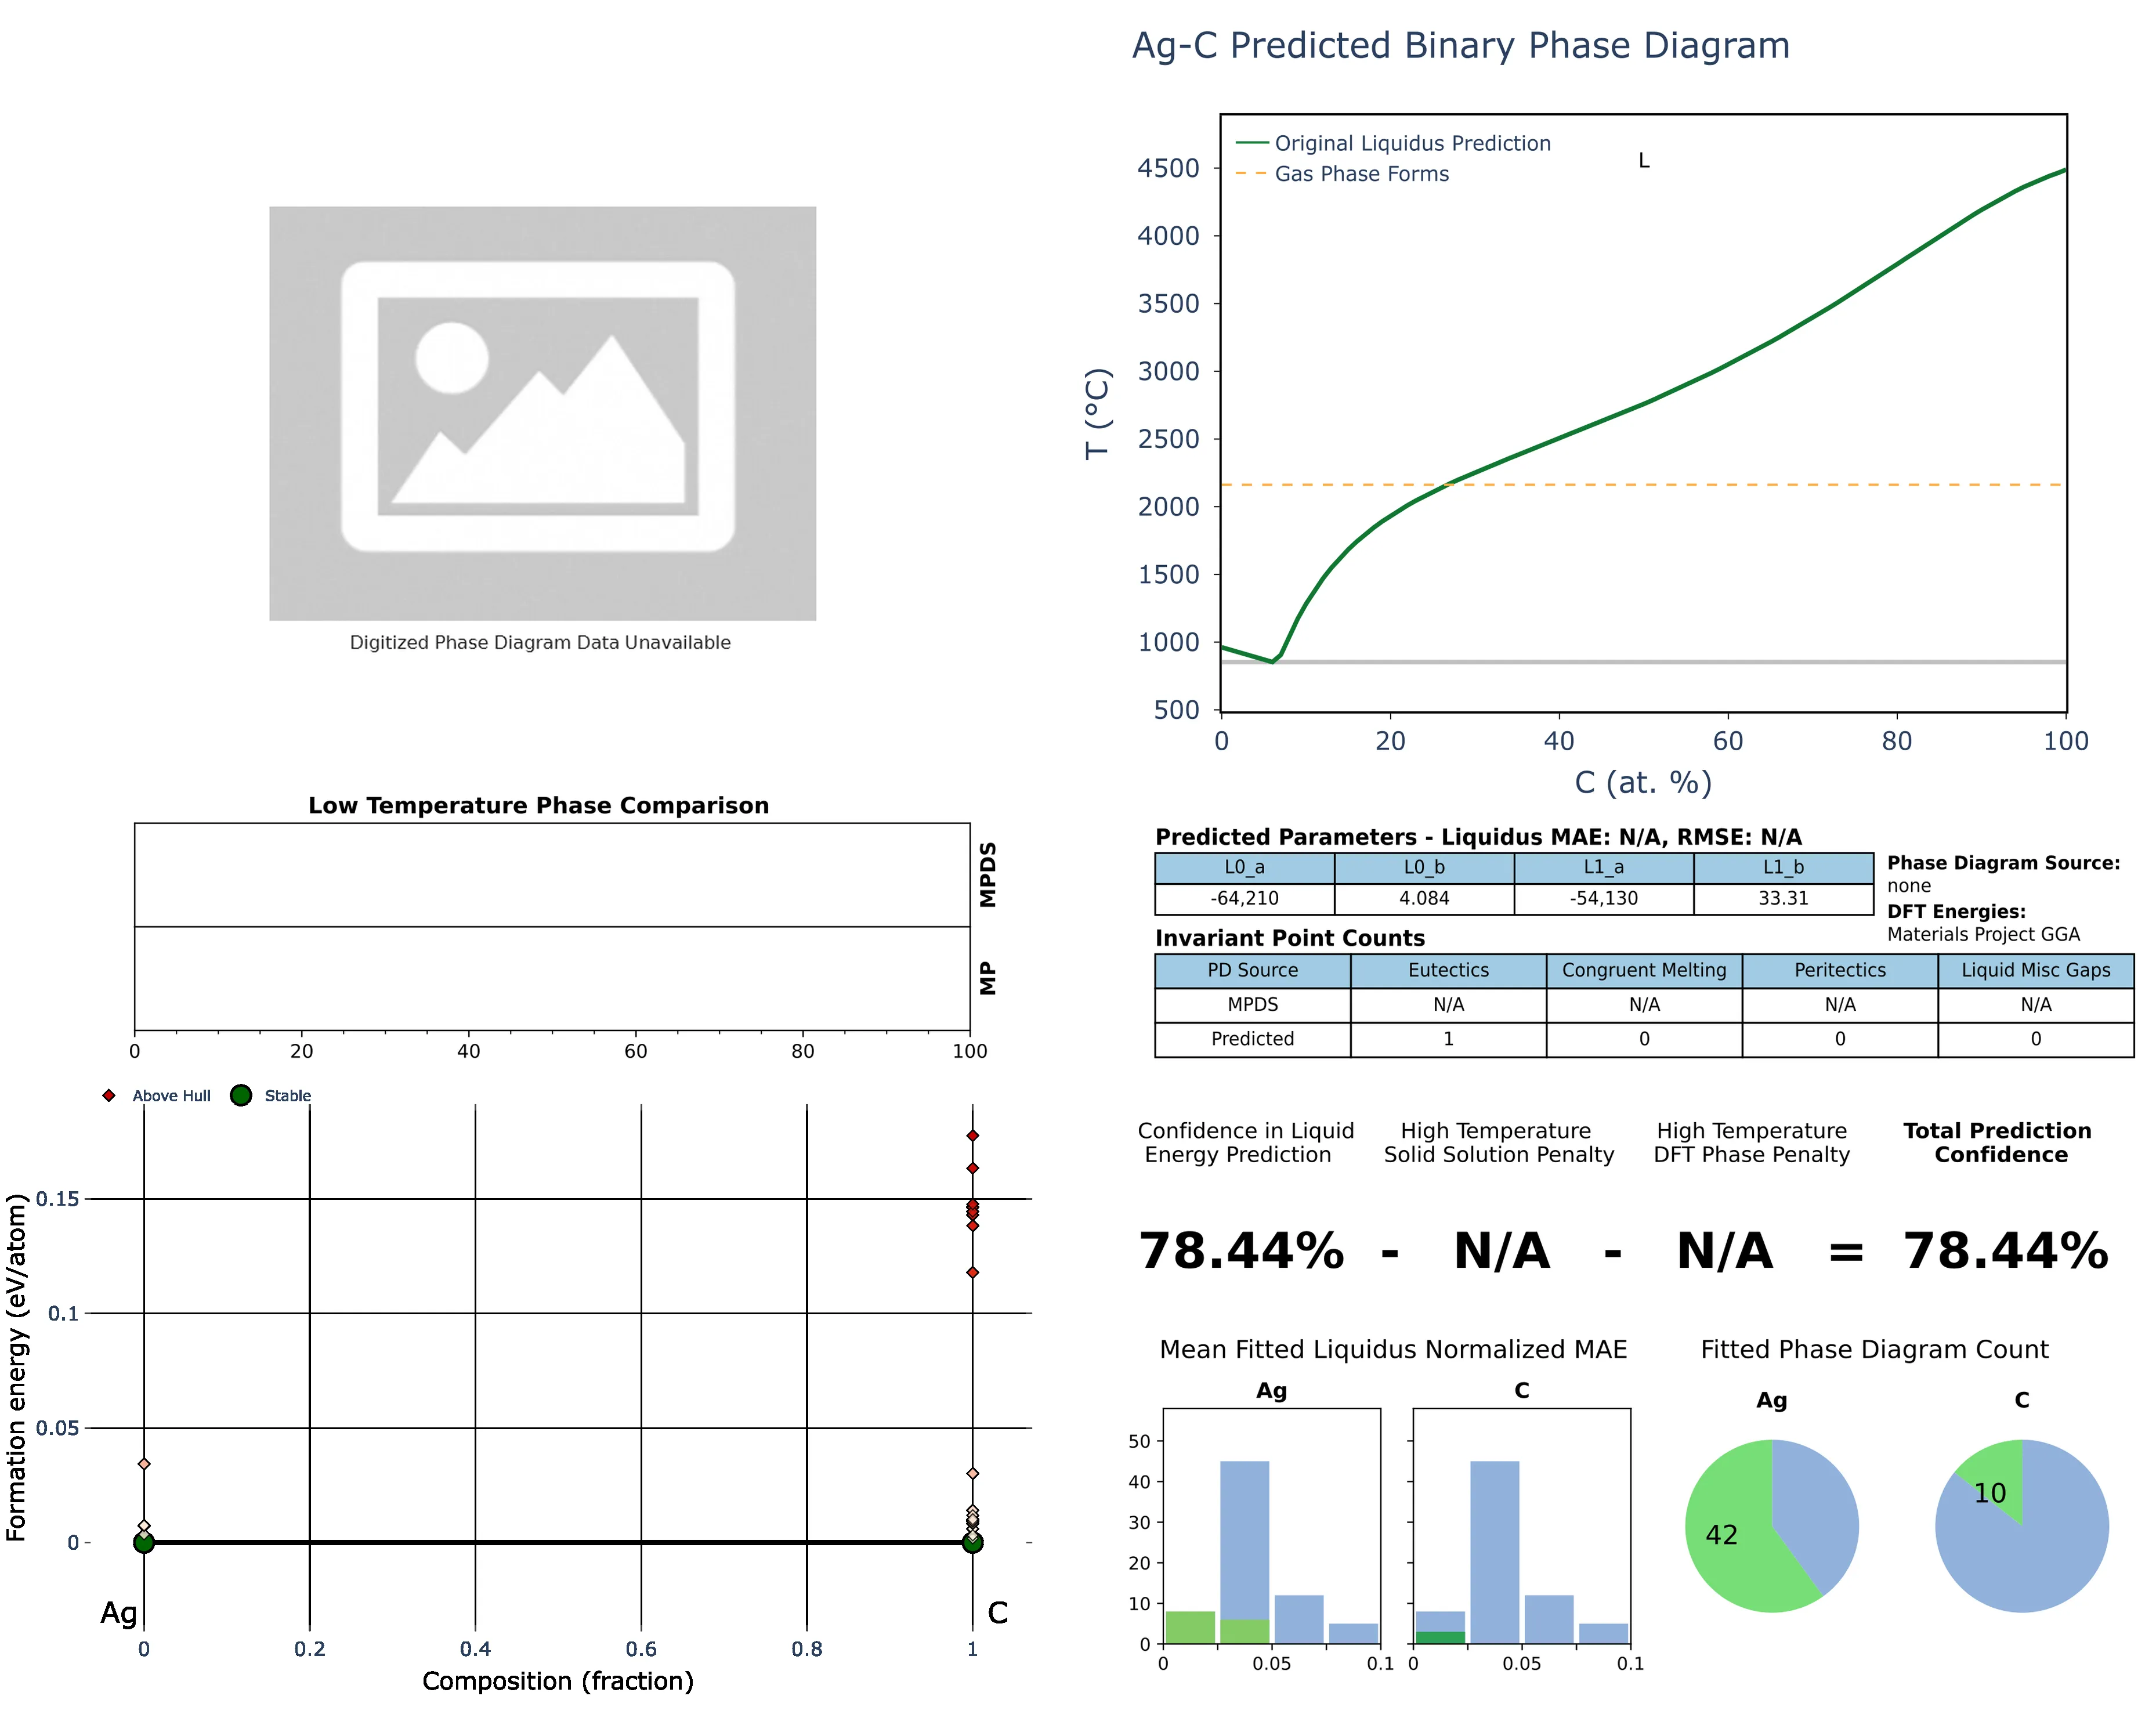 Ag-C Predicted Binary Phase Diagram
Original Liquidus Prediction
Gas Phase Forms
L
4500
4000
3500
3000
2500
2000
1500
1000
500
T (°C)
0 20 40 60 80 100
C (at. %)
Digitized Phase Diagram Data Unavailable
Low Temperature Phase Comparison
MPDS
MP
0 20 40 60 80 100
Predicted Parameters - Liquidus MAE: N/A, RMSE: N/A
L0_a L0_b L1_a L1_b
-64,210 4.084 -54,130 33.31
Phase Diagram Source:
none
DFT Energies:
Materials Project GGA
Invariant Point Counts
PD Source Eutectics Congruent Melting Peritectics Liquid Misc Gaps
MPDS N/A N/A N/A N/A
Predicted 1 0 0 0
Above Hull Stable
0.15
0.1
0.05
0
Formation energy (eV/atom)
Ag C
0 0.2 0.4 0.6 0.8 1
Composition (fraction)
Confidence in Liquid
Energy Prediction
High Temperature
Solid Solution Penalty
High Temperature
DFT Phase Penalty
Total Prediction
Confidence
78.44% - N/A - N/A = 78.44%
Mean Fitted Liquidus Normalized MAE
Ag C
50
40
30
20
10
0
0 0.05 0.1 0 0.05 0.1
Fitted Phase Diagram Count
Ag C
42 10